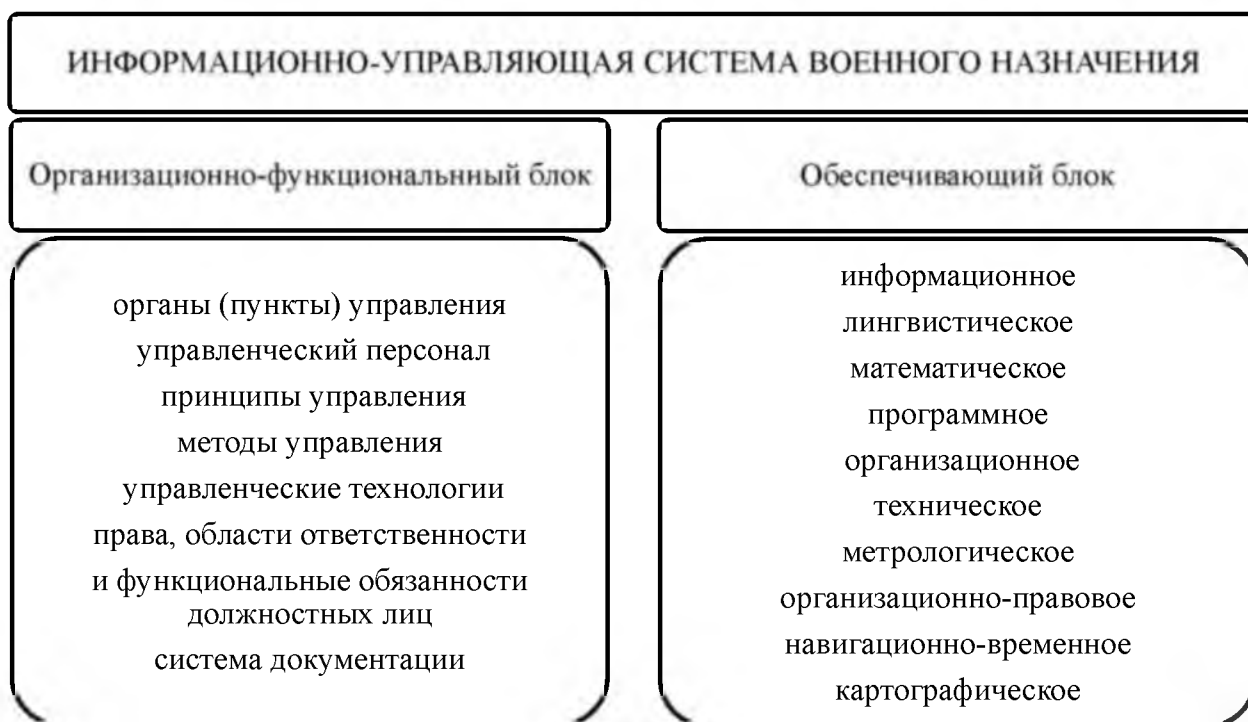 ИНФОРМАЦИОННО-УПРАВЛЯЮЩАЯ СИСТЕМА ВОЕННОГО НАЗНАЧЕНИЯ
Организационно-функциональнный блок
органы (пункты) управления
управленческий персонал
принципы управления
методы управления
управленческие технологии
права, области ответственности
и функциональные обязанности
должностных лиц
система документации
Обеспечивающий блок
информационное
лингвистическое
математическое
программное
организационное
техническое
метрологическое
организационно-правовое
навигационно-временное
картографическое